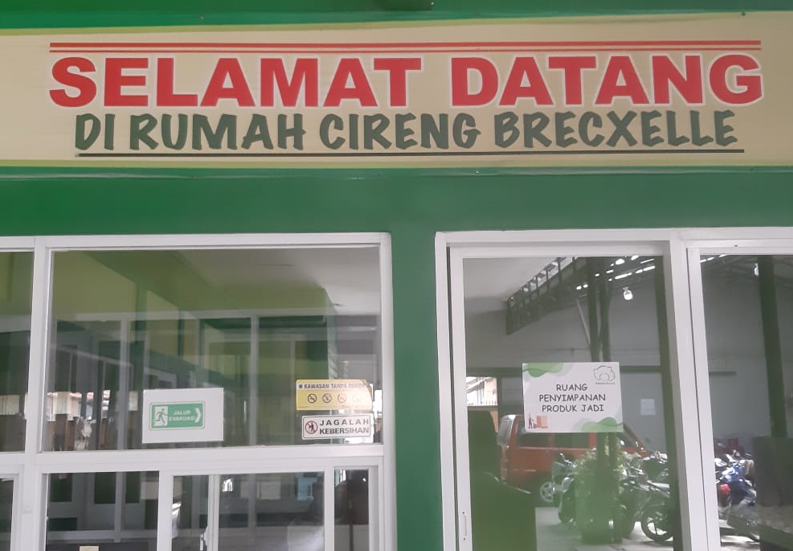 SELAMAT DATANG
DI RUMAH CIRENG BRECXELLE
JALUR
EVAKUASI
KAWASAN TANPA ROKOK
JAGALAH
KEBERSIHAN
RUANG
PENYIMPANAN
PRODUK JADI